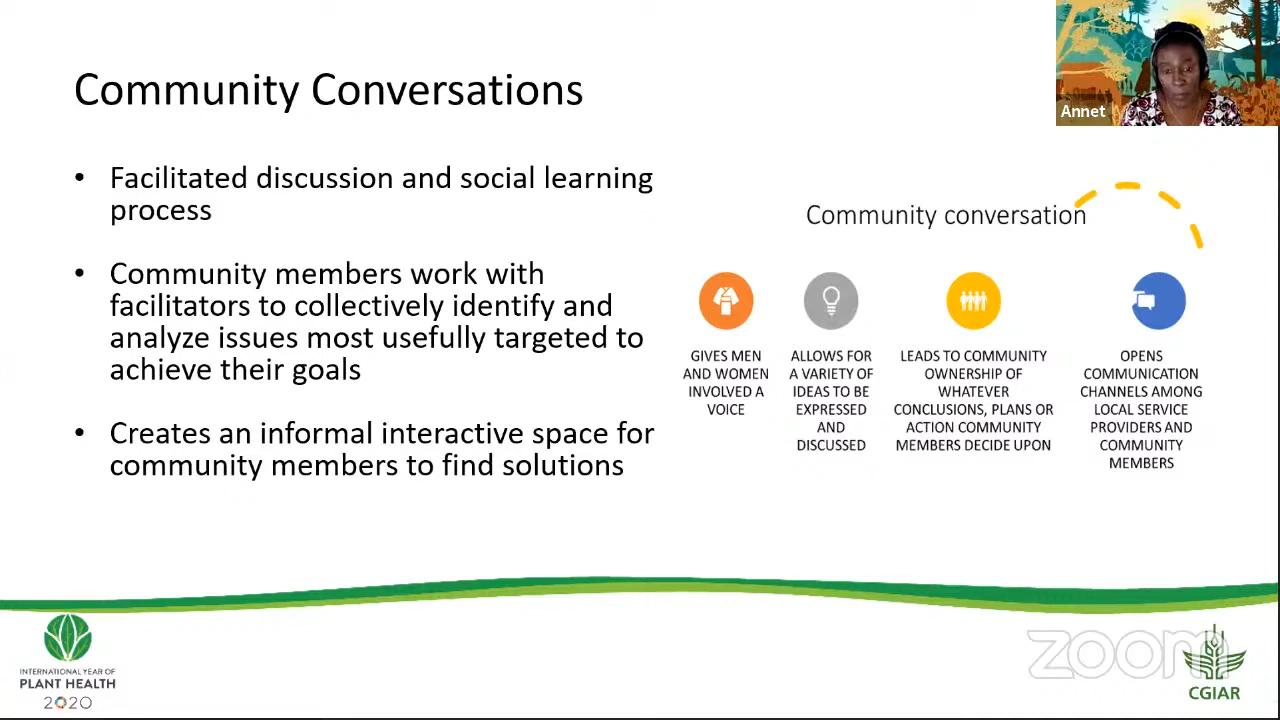 Community Conversations
Annet
• Facilitated discussion and social learning
process
• Community members work with
facilitators to collectively identify and
analyze issues most usefully targeted to
achieve their goals
• Creates an informal interactive space for
community members to find solutions
Community conversation
GIVES MEN
AND WOMEN
INVOLVED A
VOICE
ALLOWS FOR
A VARIETY OF
IDEAS TO BE
EXPRESSED
AND
DISCUSSED
LEADS TO COMMUNITY
OWNERSHIP OF
WHATEVER
CONCLUSIONS, PLANS OR
ACTION COMMUNITY
MEMBERS DECIDE UPON
OPENS
COMMUNICATION
CHANNELS AMONG
LOCAL SERVICE
PROVIDERS AND
COMMUNITY
MEMBERS
INTERNATIONAL YEAR OF
PLANT HEALTH
2020
zoom
CGIAR